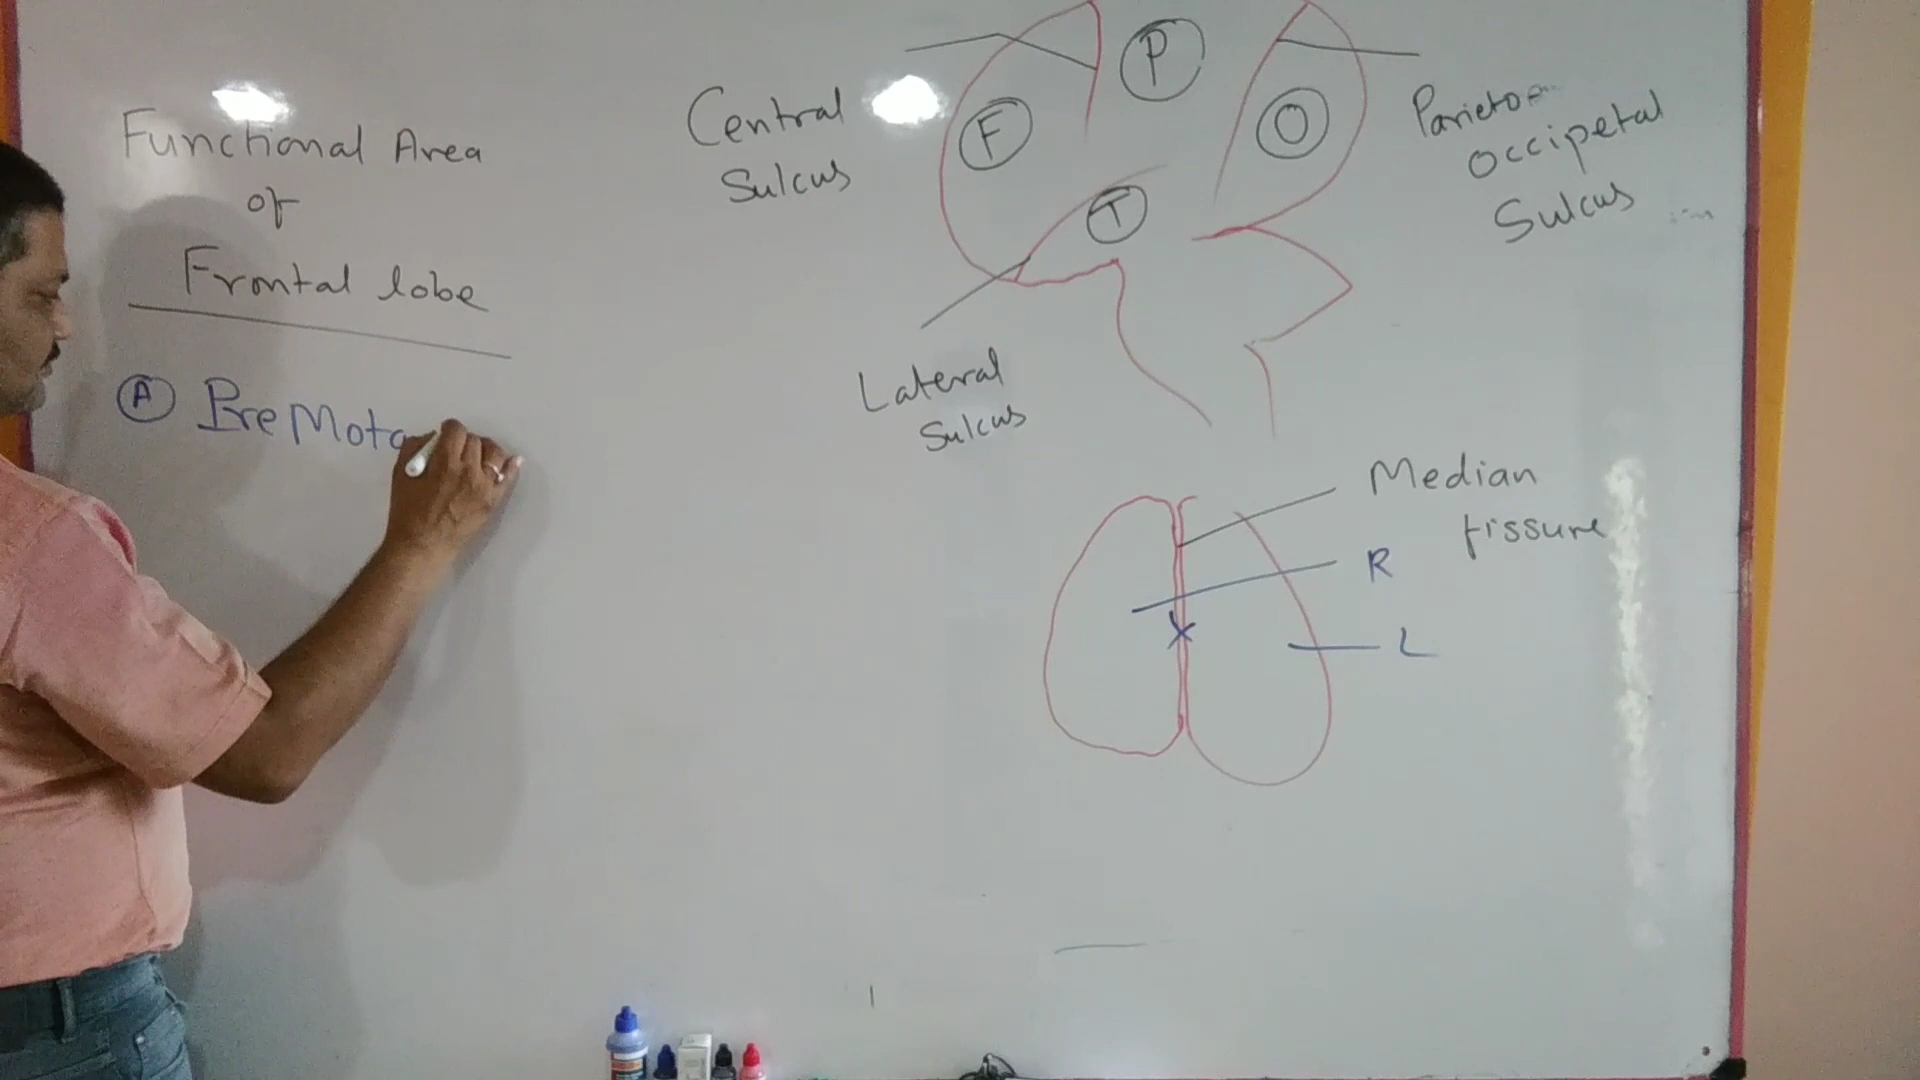 Functional Area
of
Frontal lobe
A PreMoto
Central
Sulcus
F
P
O
T
Parieto
Occipetal
Sulcus
Lateral
Sulcus
Median
fissure
R
L